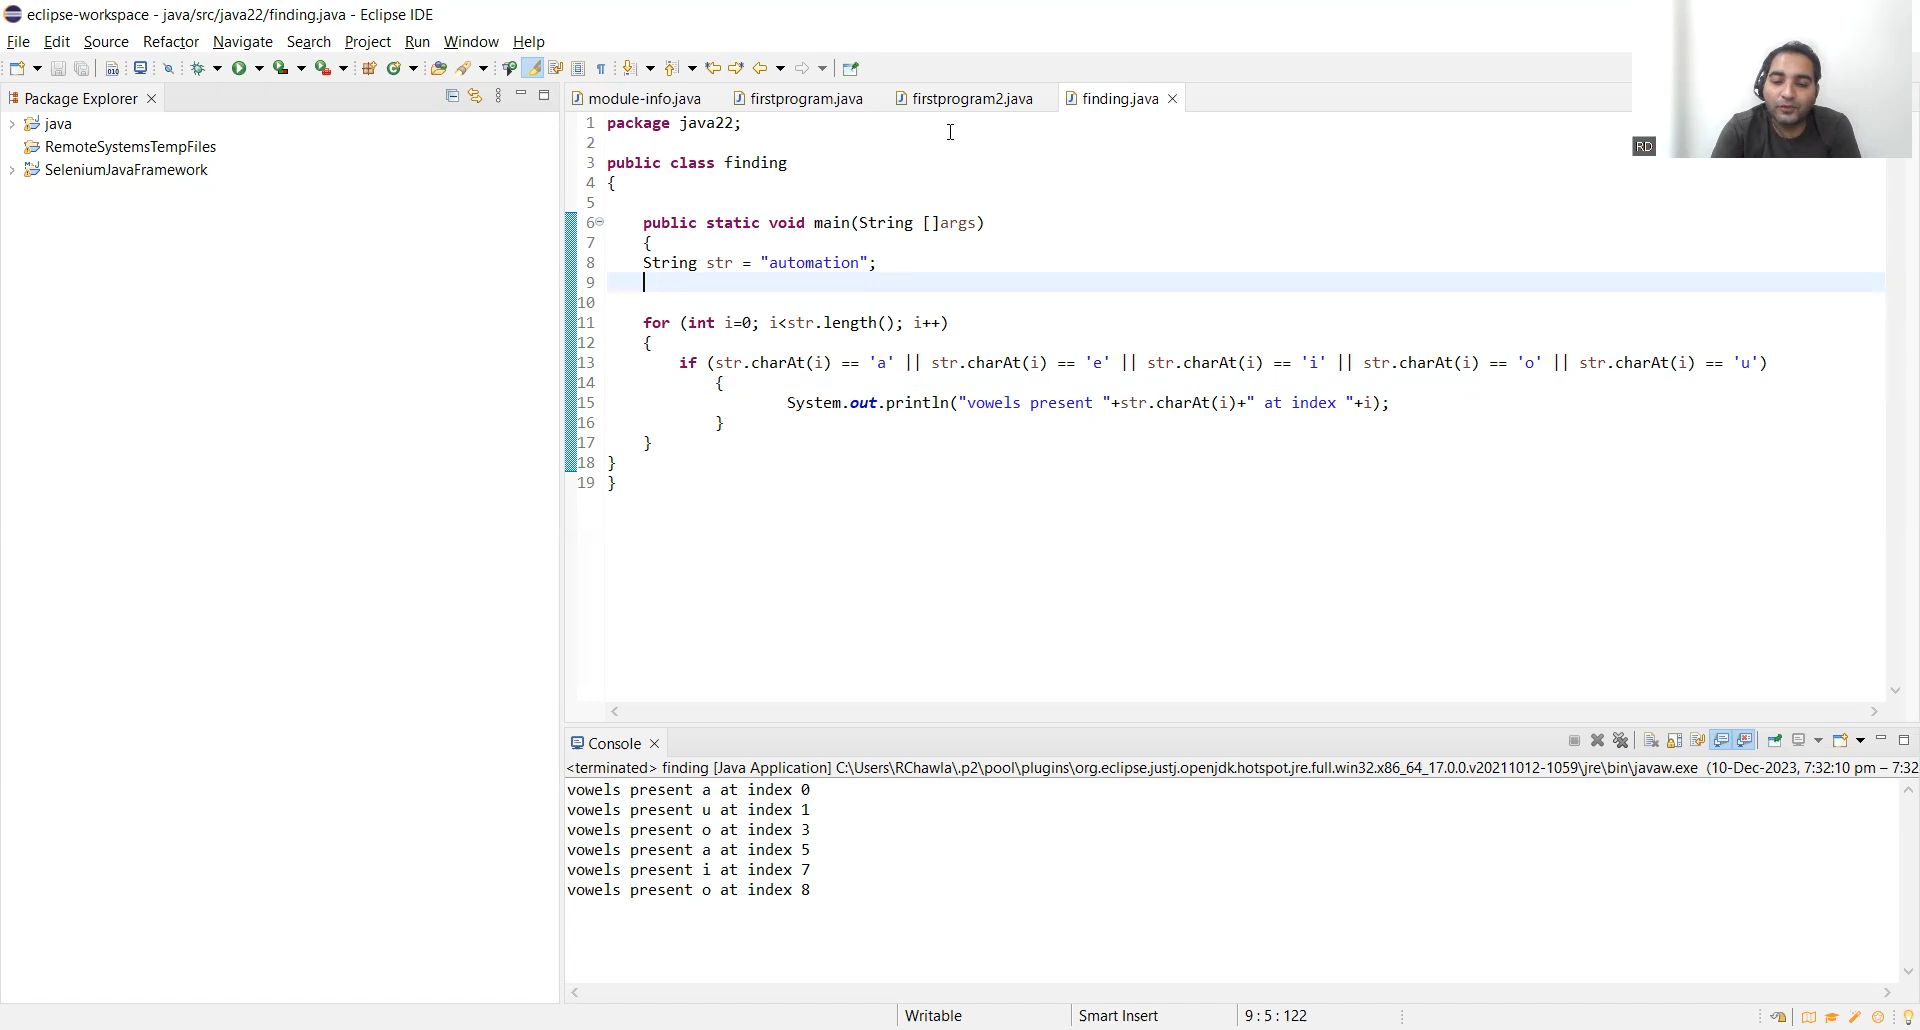 eclipse-workspace - java/src/java22/finding.java - Eclipse IDE
File Edit Source Refactor Navigate Search Project Run Window Help
Package Explorer
java
RemoteSystemsTempFiles
SeleniumJavaFramework
module-info.java firstprogram.java firstprogram2.java finding.java
1 package java22;
2
3 public class finding
4 {
5
6 public static void main(String []args)
7 {
8 String str = "automation";
9
10
11 for (int i=0; i<str.length(); i++)
12 {
13 if (str.charAt(i) == 'a' || str.charAt(i) == 'e' || str.charAt(i) == 'i' || str.charAt(i) == 'o' || str.charAt(i) == 'u')
14 {
15 System.out.println("vowels present "+str.charAt(i)+" at index "+i);
16 }
17 }
18 }
19 }
RD
Console
<terminated> finding [Java Application] C:\Users\RChawla\.p2\pool\plugins\org.eclipse.justj.openjdk.hotspot.jre.full.win32.x86_64_17.0.0.v20211012-1059\jre\bin\javaw.exe (10-Dec-2023, 7:32:10 pm – 7:32
vowels present a at index 0
vowels present u at index 1
vowels present o at index 3
vowels present a at index 5
vowels present i at index 7
vowels present o at index 8
Writable Smart Insert 9 : 5 : 122